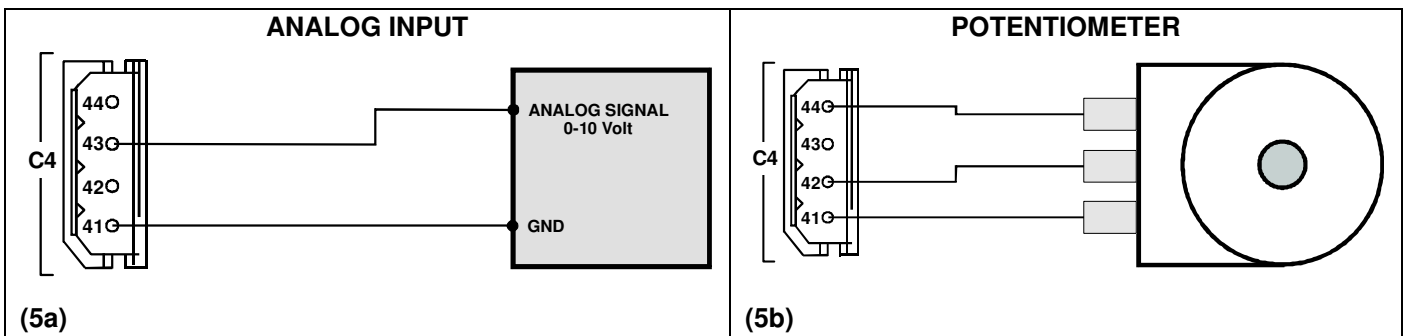 ANALOG INPUT
44
43
42
41
C4
ANALOG SIGNAL
0-10 Volt
GND
(5a)
POTENTIOMETER
44
43
42
41
C4
(5b)